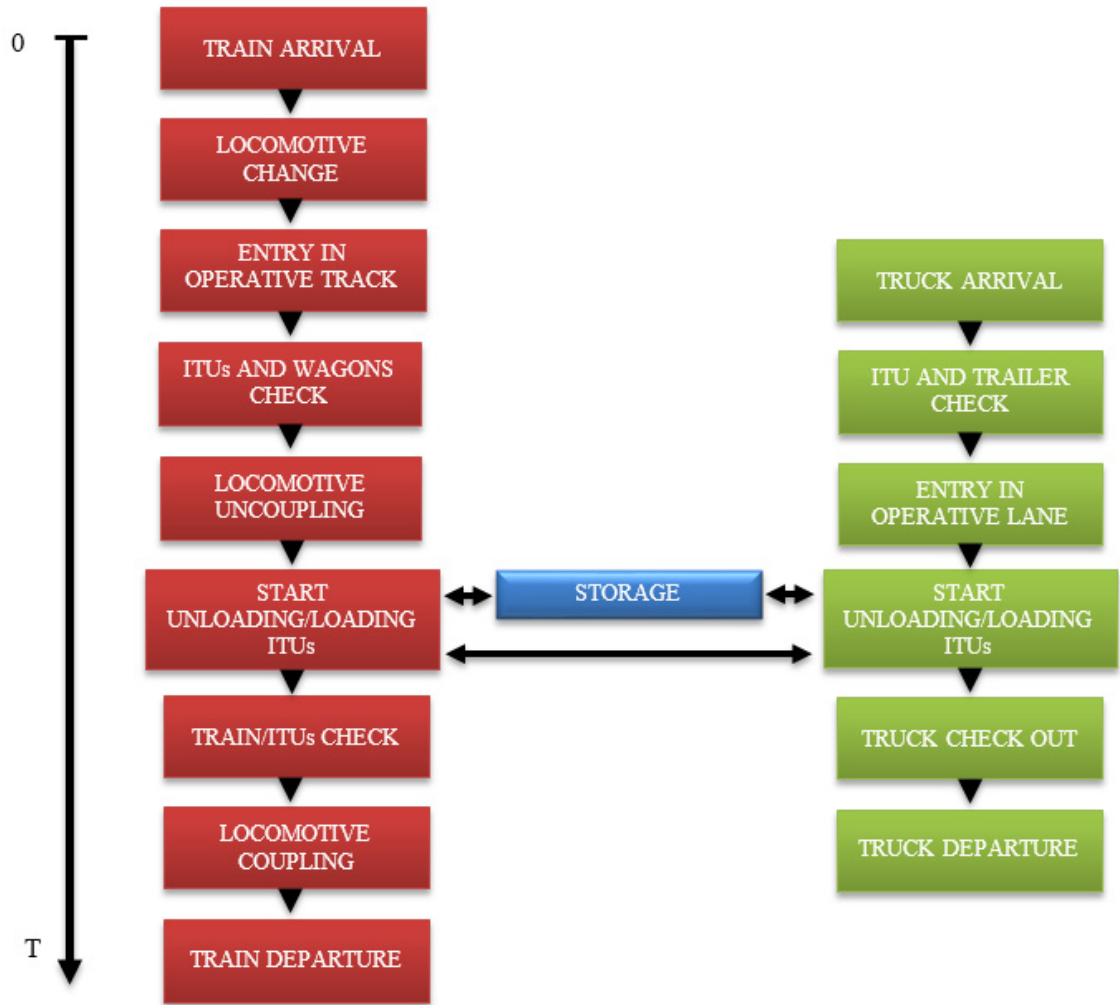 0
TRAIN ARRIVAL
LOCOMOTIVE
CHANGE
ENTRY IN
OPERATIVE TRACK
ITUs AND WAGONS
CHECK
LOCOMOTIVE
UNCOUPLING
START
UNLOADING/LOADING
ITUs
TRAIN/ITUs CHECK
LOCOMOTIVE
COUPLING
TRAIN DEPARTURE
T
STORAGE
TRUCK ARRIVAL
ITU AND TRAILER
CHECK
ENTRY IN
OPERATIVE LANE
START
UNLOADING/LOADING
ITUs
TRUCK CHECK OUT
TRUCK DEPARTURE